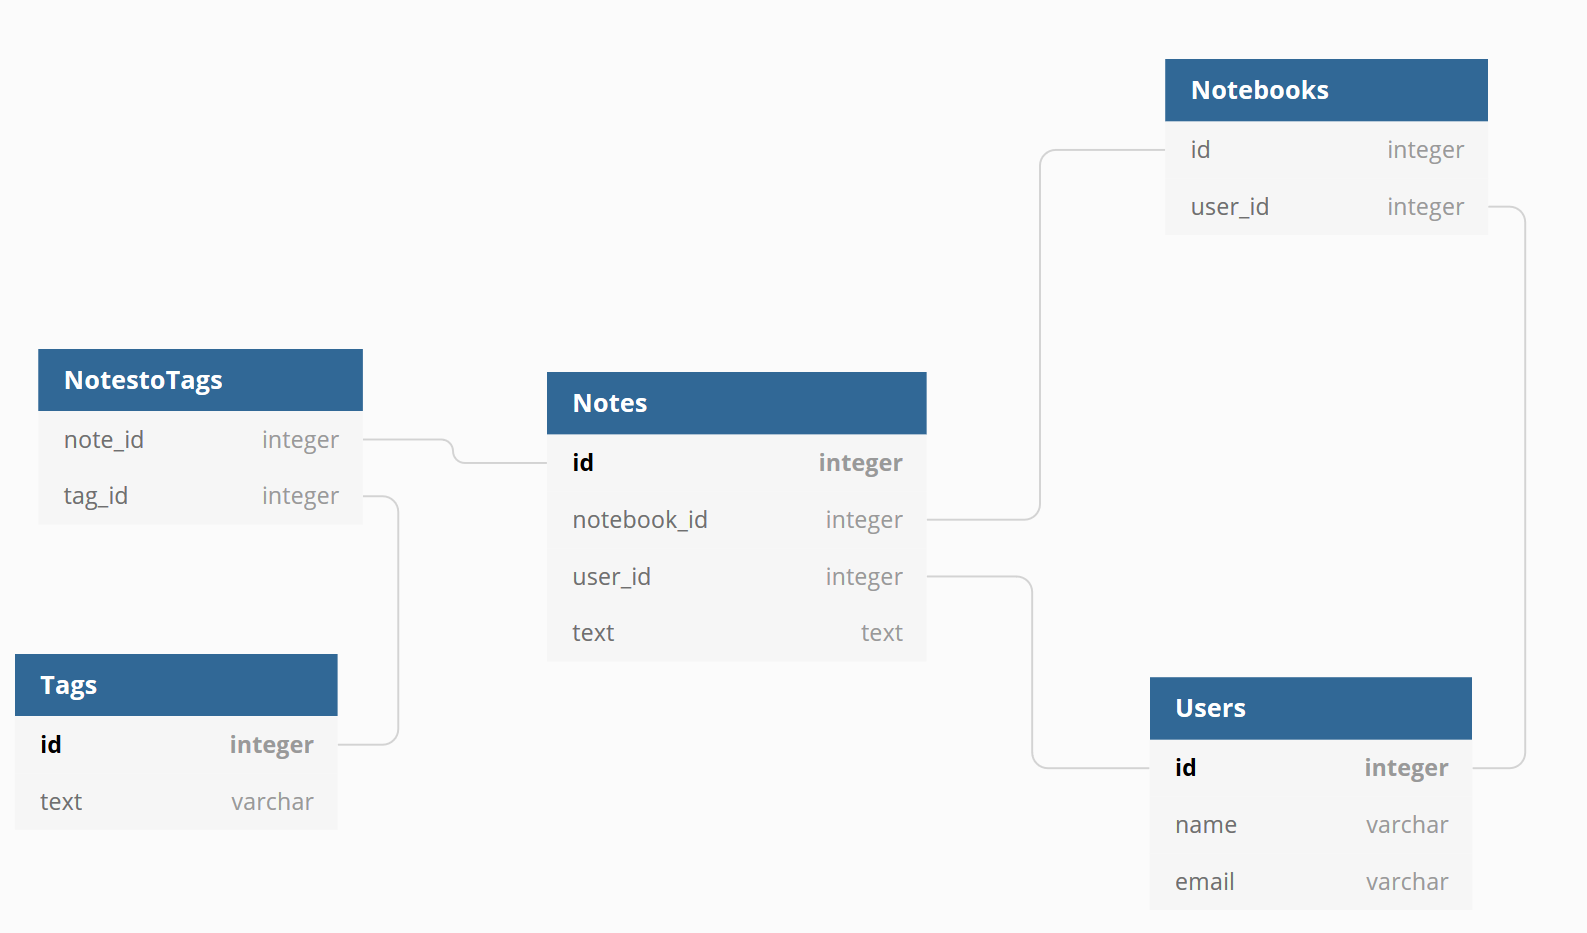 Notebooks
id integer
user_id integer
NotestoTags
note_id integer
tag_id integer
Notes
id integer
notebook_id integer
user_id integer
text text
Tags
id integer
text varchar
Users
id integer
name varchar
email varchar